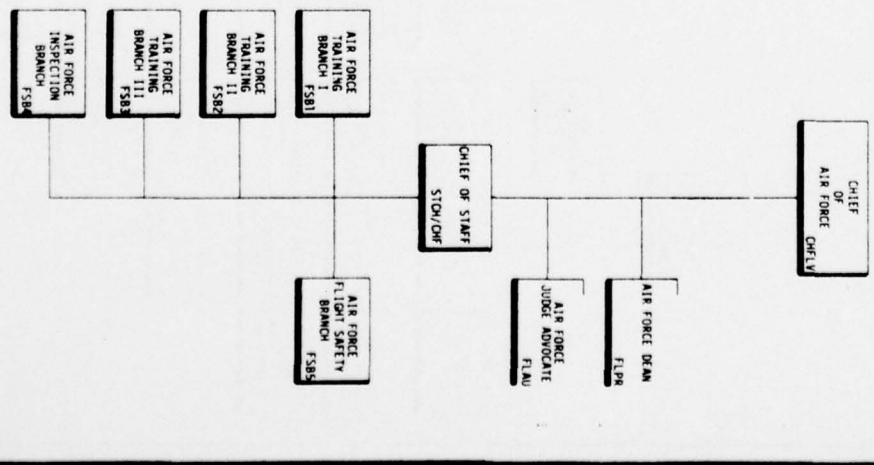 CHIEF
OF
AIR FORCE
CHFLV
AIR FORCE DEAN
FLPR
AIR FORCE
JUDGE ADVOCATE
FLAU
CHIEF OF STAFF
STCH/CHF
AIR FORCE
TRAINING
BRANCH I
FSB1
AIR FORCE
FLIGHT SAFETY
BRANCH
FSB5
AIR FORCE
TRAINING
BRANCH II
FSB2
AIR FORCE
TRAINING
BRANCH III
FSB3
AIR FORCE
INSPECTION
BRANCH
FSB4